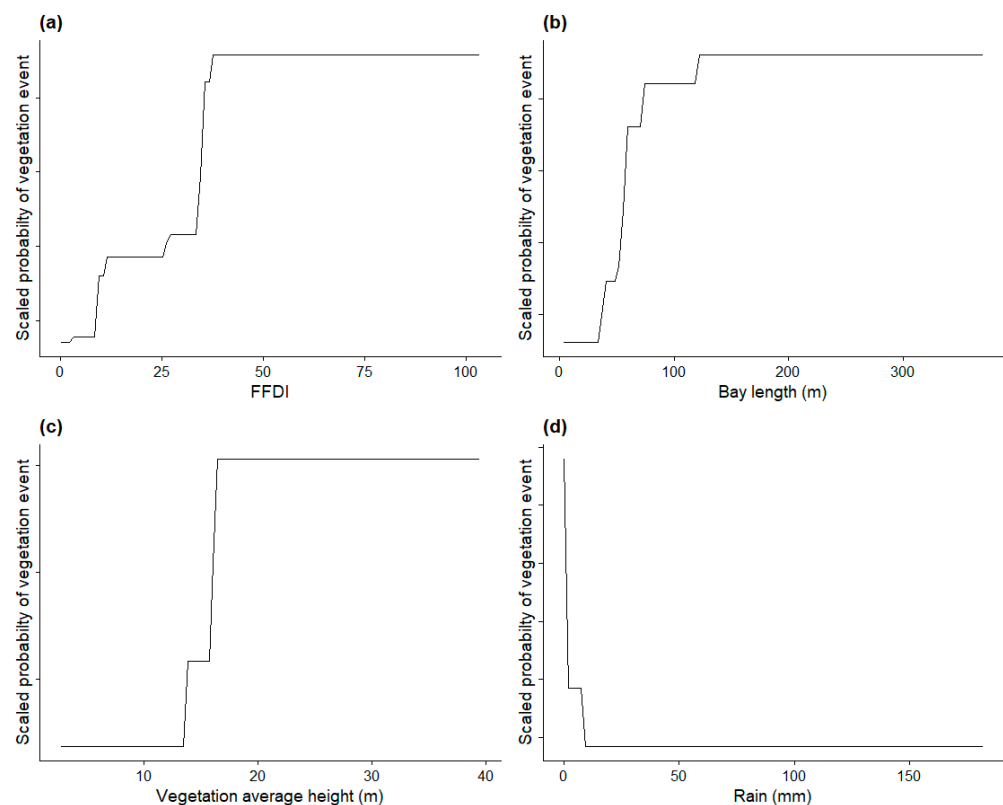 (a)
Scaled probabilty of vegetation event
0 25 50 75 100
FFDI
(b)
Scaled probabilty of vegetation event
0 100 200 300
Bay length (m)
(c)
Scaled probabilty of vegetation event
10 20 30 40
Vegetation average height (m)
(d)
Scaled probabilty of vegetation event
0 50 100 150
Rain (mm)